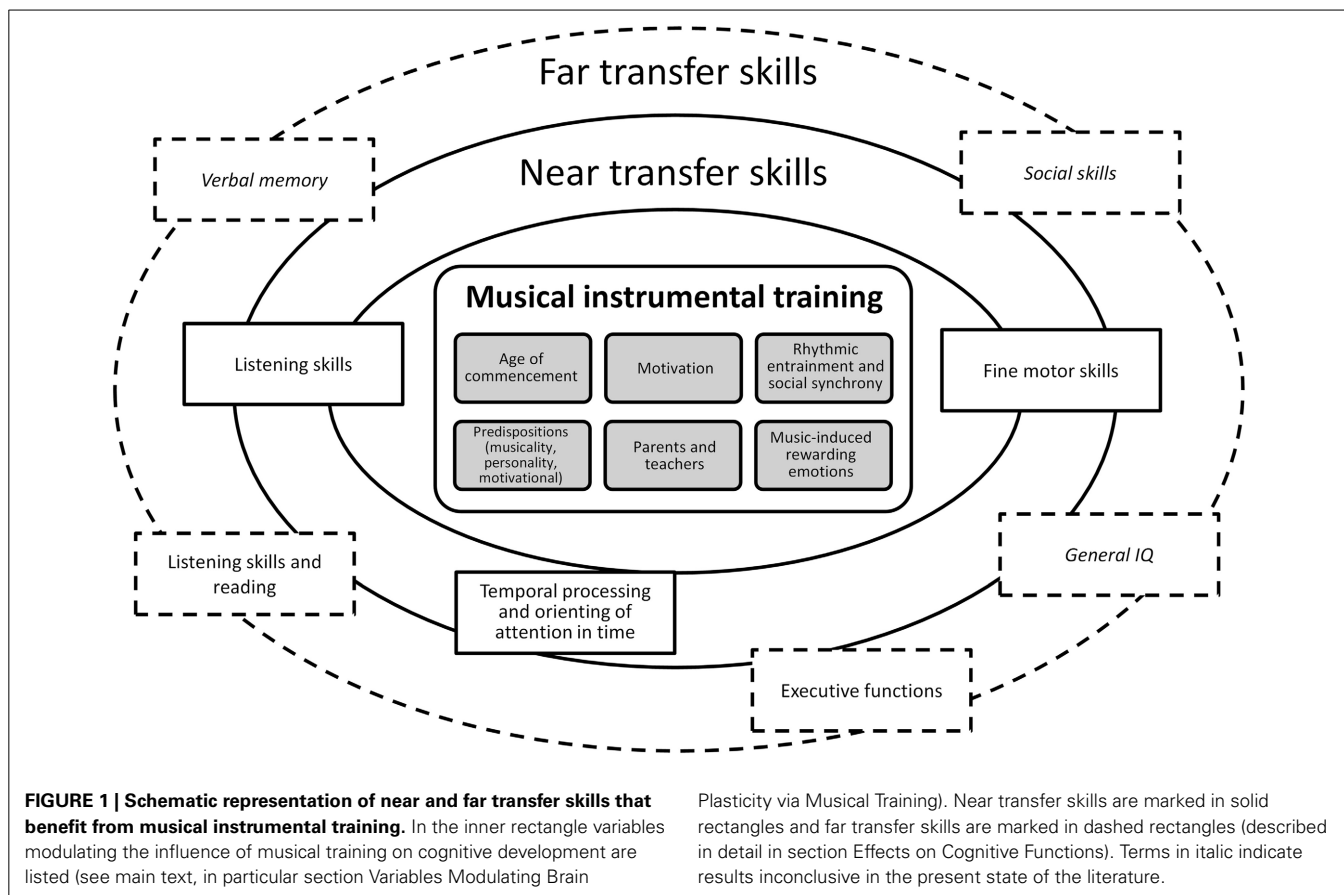 Far transfer skills
Verbal memory
Social skills
Near transfer skills
Musical instrumental training
Age of
commencement
Motivation
Rhythmic
entrainment and
social synchrony
Listening skills
Fine motor skills
Predispositions
(musicality,
personality,
motivational)
Parents and
teachers
Music-induced
rewarding
emotions
Listening skills and
reading
General IQ
Temporal processing
and orienting of
attention in time
Executive functions
FIGURE 1 | Schematic representation of near and far transfer skills that
benefit from musical instrumental training. In the inner rectangle variables
modulating the influence of musical training on cognitive development are
listed (see main text, in particular section Variables Modulating Brain
Plasticity via Musical Training). Near transfer skills are marked in solid
rectangles and far transfer skills are marked in dashed rectangles (described
in detail in section Effects on Cognitive Functions). Terms in italic indicate
results inconclusive in the present state of the literature.